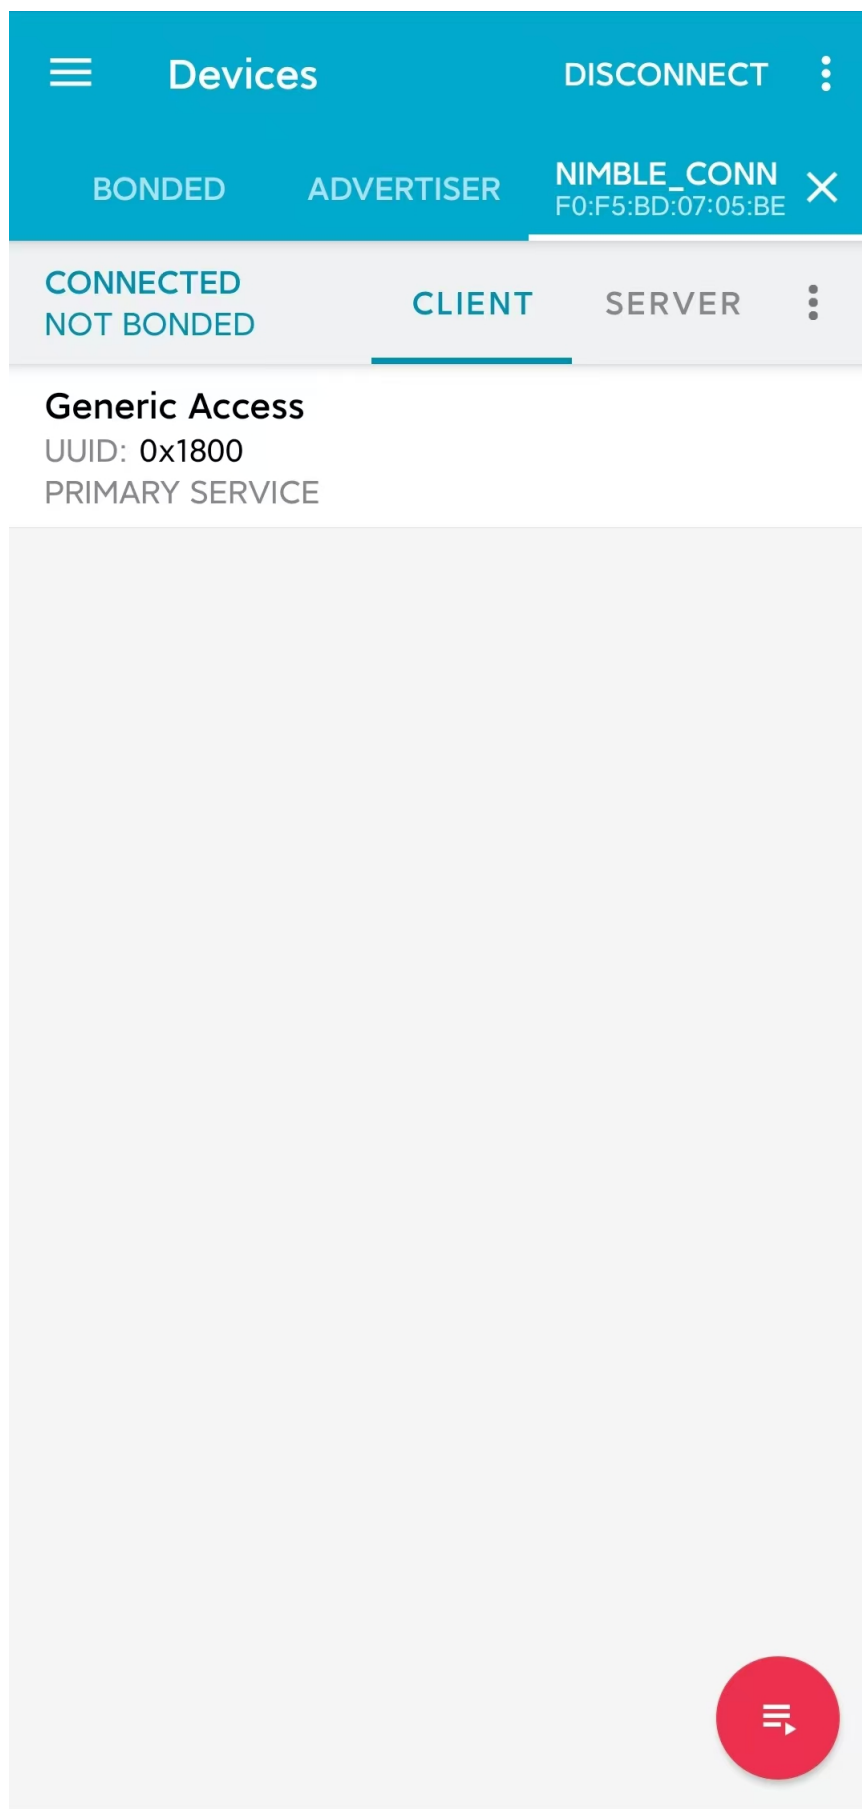 Devices
DISCONNECT
BONDED
ADVERTISER
NIMBLE_CONN
F0:F5:BD:07:05:BE
CONNECTED
NOT BONDED
CLIENT
SERVER
Generic Access
UUID: 0x1800
PRIMARY SERVICE